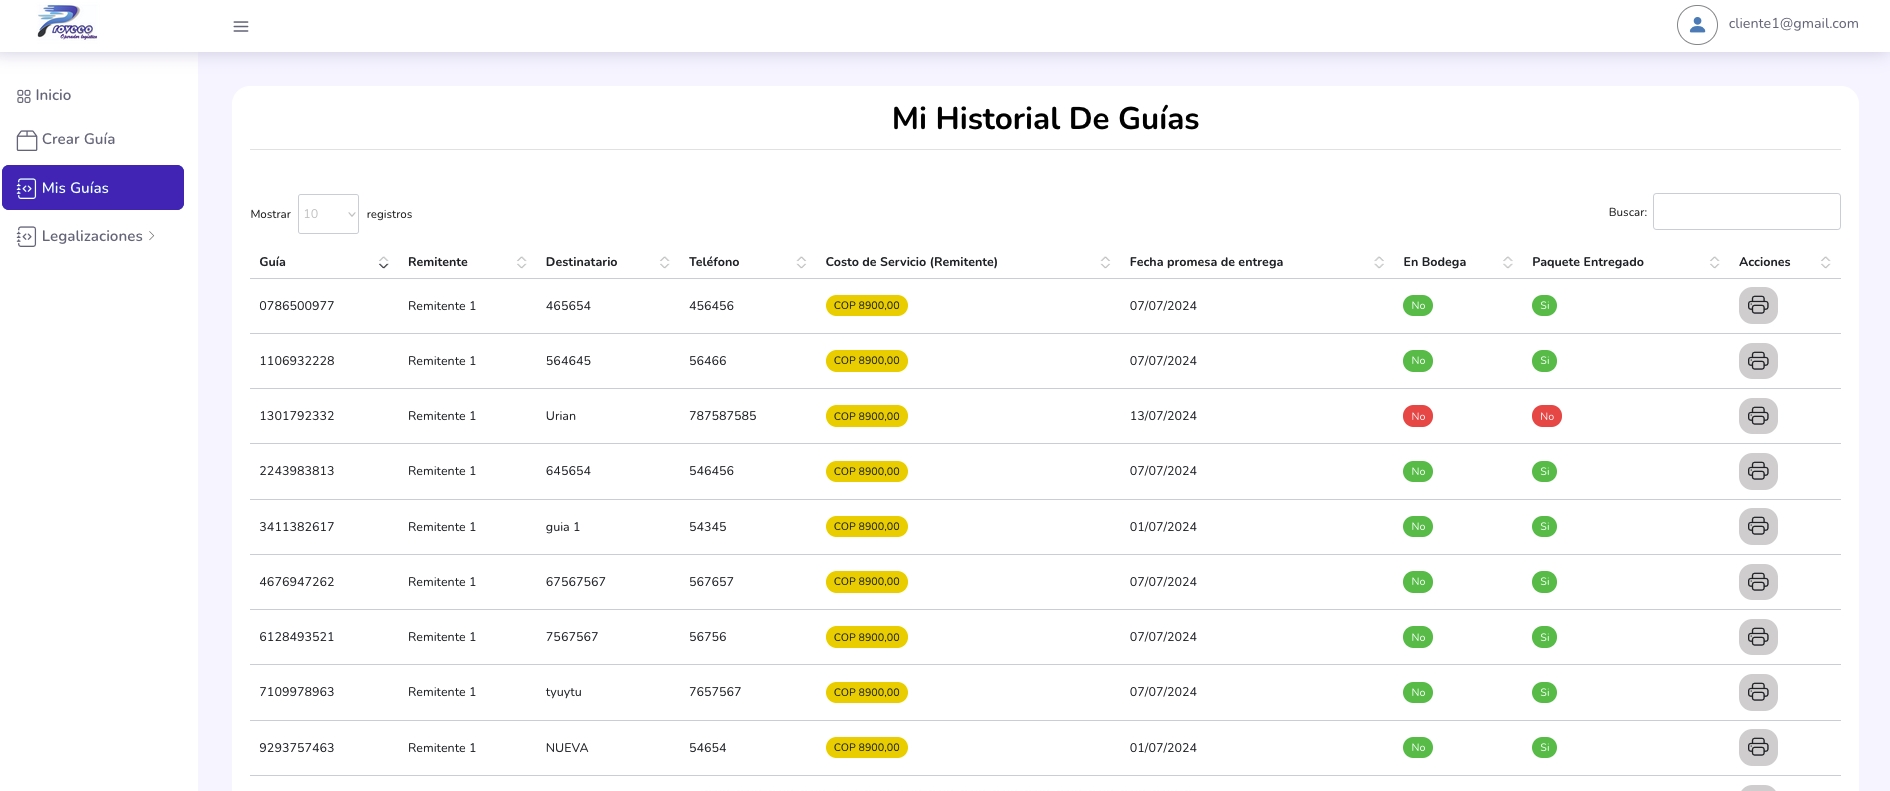 Proyeco
Operador logístico
cliente1@gmail.com
Inicio
Crear Guía
Mis Guías
Legalizaciones
Mi Historial De Guías
Mostrar 10 registros
Buscar:
Guía Remitente Destinatario Teléfono Costo de Servicio (Remitente) Fecha promesa de entrega En Bodega Paquete Entregado Acciones
0786500977 Remitente 1 465654 456456 COP 8900,00 07/07/2024 No Si
1106932228 Remitente 1 564645 56466 COP 8900,00 07/07/2024 No Si
1301792332 Remitente 1 Urian 787587585 COP 8900,00 13/07/2024 No No
2243983813 Remitente 1 645654 546456 COP 8900,00 07/07/2024 No Si
3411382617 Remitente 1 guia 1 54345 COP 8900,00 01/07/2024 No Si
4676947262 Remitente 1 67567567 567657 COP 8900,00 07/07/2024 No Si
6128493521 Remitente 1 7567567 56756 COP 8900,00 07/07/2024 No Si
7109978963 Remitente 1 tyuytu 7657567 COP 8900,00 07/07/2024 No Si
9293757463 Remitente 1 NUEVA 54654 COP 8900,00 01/07/2024 No Si